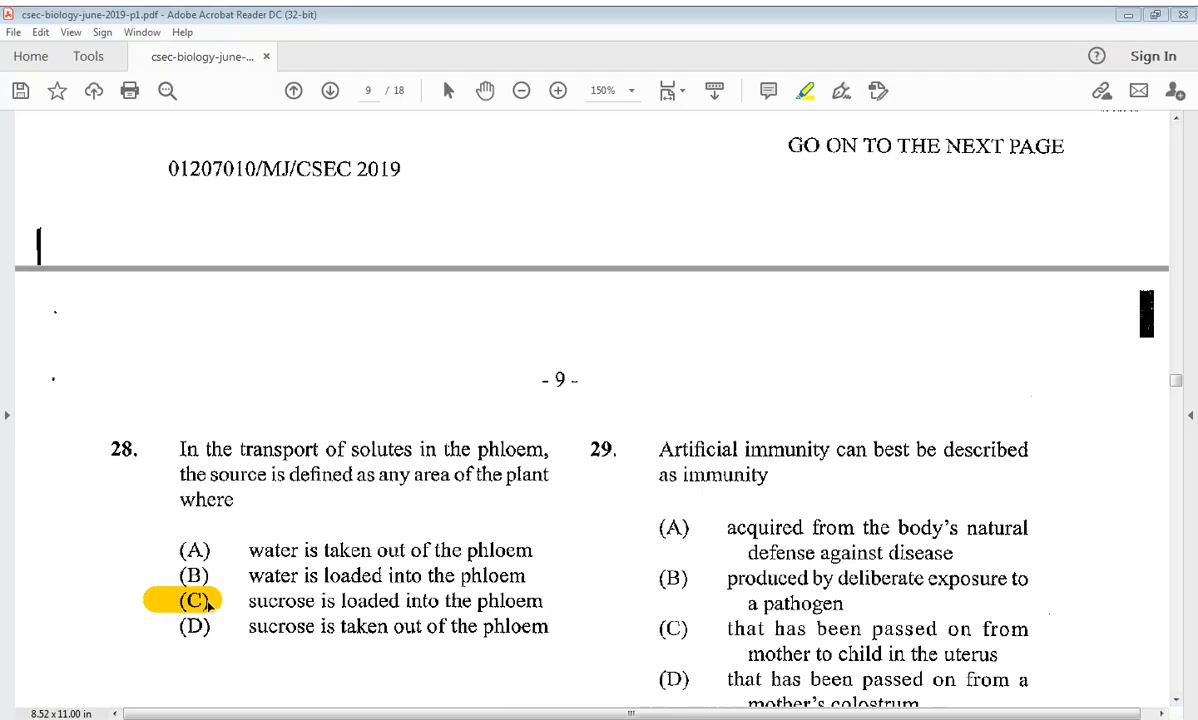 csec-biology-june-2019-p1.pdf - Adobe Acrobat Reader DC (32-bit)
File Edit View Sign Window Help
Home Tools csec-biology-june-... × ? Sign In
9 / 18 150%
GO ON TO THE NEXT PAGE
01207010/MJ/CSEC 2019
- 9 -
28. In the transport of solutes in the phloem,
the source is defined as any area of the plant
where
(A) water is taken out of the phloem
(B) water is loaded into the phloem
(C) sucrose is loaded into the phloem
(D) sucrose is taken out of the phloem
29. Artificial immunity can best be described
as immunity
(A) acquired from the body's natural
defense against disease
(B) produced by deliberate exposure to
a pathogen
(C) that has been passed on from
mother to child in the uterus
(D) that has been passed on from a
mother's colostrum
8.52 x 11.00 in